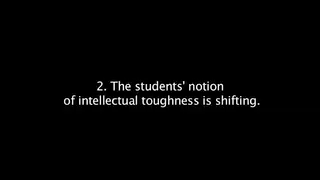 2. The students' notion
of intellectual toughness is shifting.